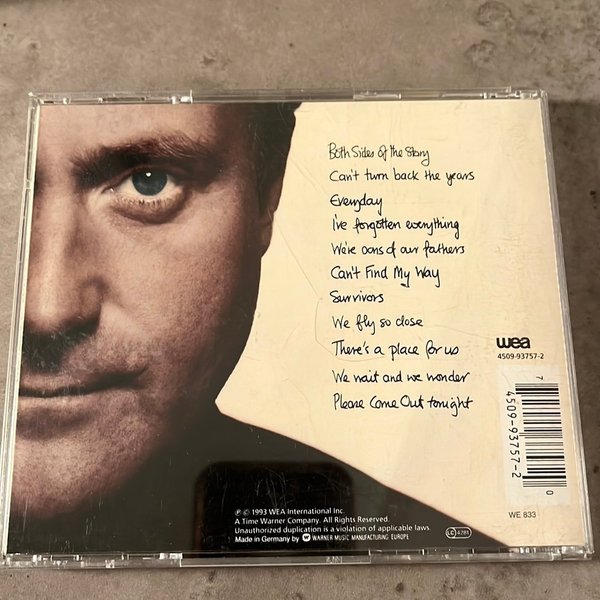 Both Sides of the Story
Can't turn back the years
Everyday
I've forgotten everything
We're sons of our fathers
Can't Find My Way
Survivors
We fly so close
There's a place for us
We wait and we wonder
Please Come Out tonight
wea
4509-93757-2
7
4509-93757-2
0
WE 833
℗ © 1993 WEA International Inc.
A Time Warner Company. All Rights Reserved.
Unauthorized duplication is a violation of applicable laws.
Made in Germany by WARNER MUSIC MANUFACTURING EUROPE
LC 4281